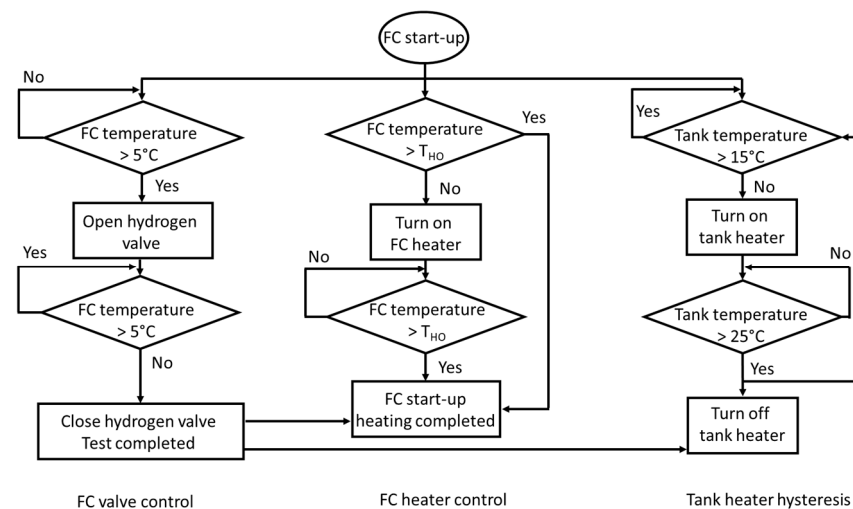 FC start-up
No
FC temperature
> 5°C
Yes
Open hydrogen
valve
Yes
FC temperature
> 5°C
No
Close hydrogen valve
Test completed
FC valve control
FC temperature
> T_HO
Yes
No
Turn on
FC heater
No
FC temperature
> T_HO
Yes
FC start-up
heating completed
FC heater control
Yes
Tank temperature
> 15°C
No
Turn on
tank heater
No
Tank temperature
> 25°C
Yes
Turn off
tank heater
Tank heater hysteresis